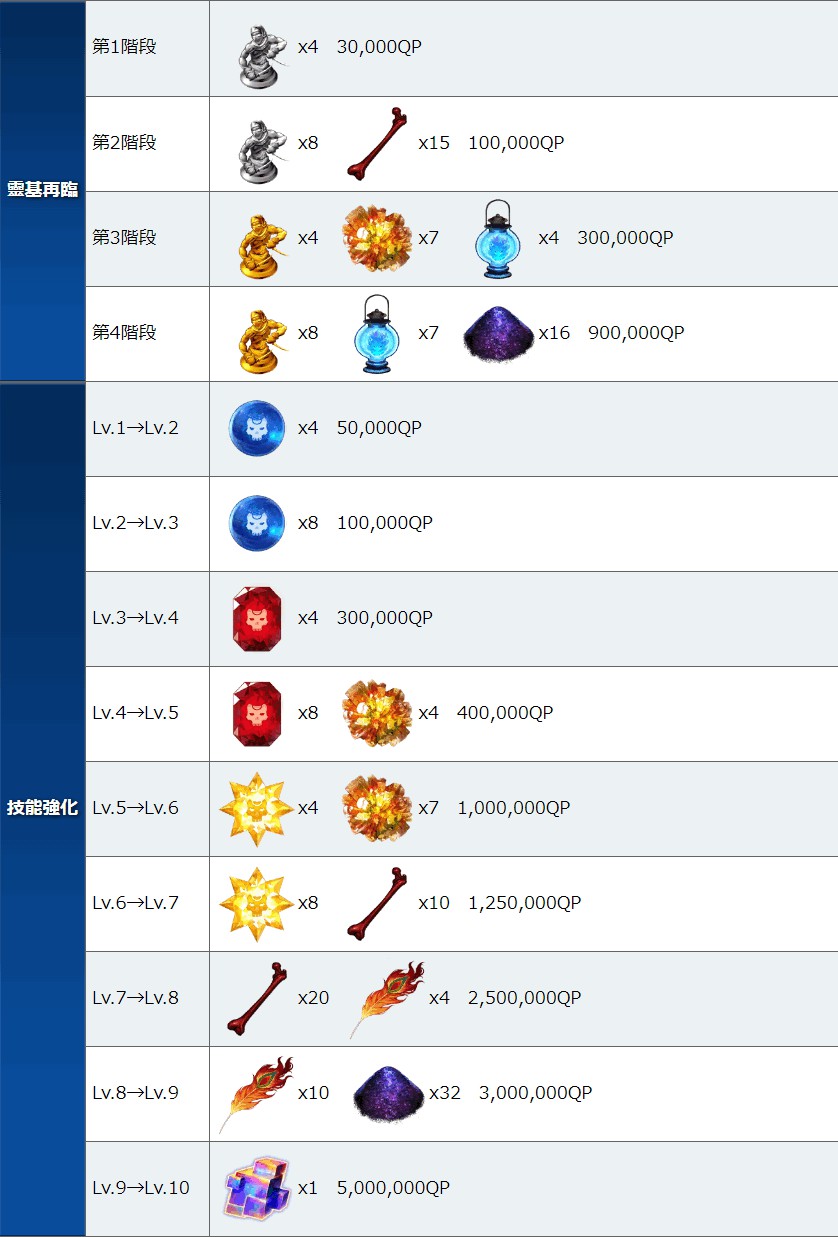 靈基再臨
第1階段 x4 30,000QP
第2階段 x8 x15 100,000QP
第3階段 x4 x7 x4 300,000QP
第4階段 x8 x7 x16 900,000QP
技能強化
Lv.1→Lv.2 x4 50,000QP
Lv.2→Lv.3 x8 100,000QP
Lv.3→Lv.4 x4 300,000QP
Lv.4→Lv.5 x8 x4 400,000QP
Lv.5→Lv.6 x4 x7 1,000,000QP
Lv.6→Lv.7 x8 x10 1,250,000QP
Lv.7→Lv.8 x20 x4 2,500,000QP
Lv.8→Lv.9 x10 x32 3,000,000QP
Lv.9→Lv.10 x1 5,000,000QP